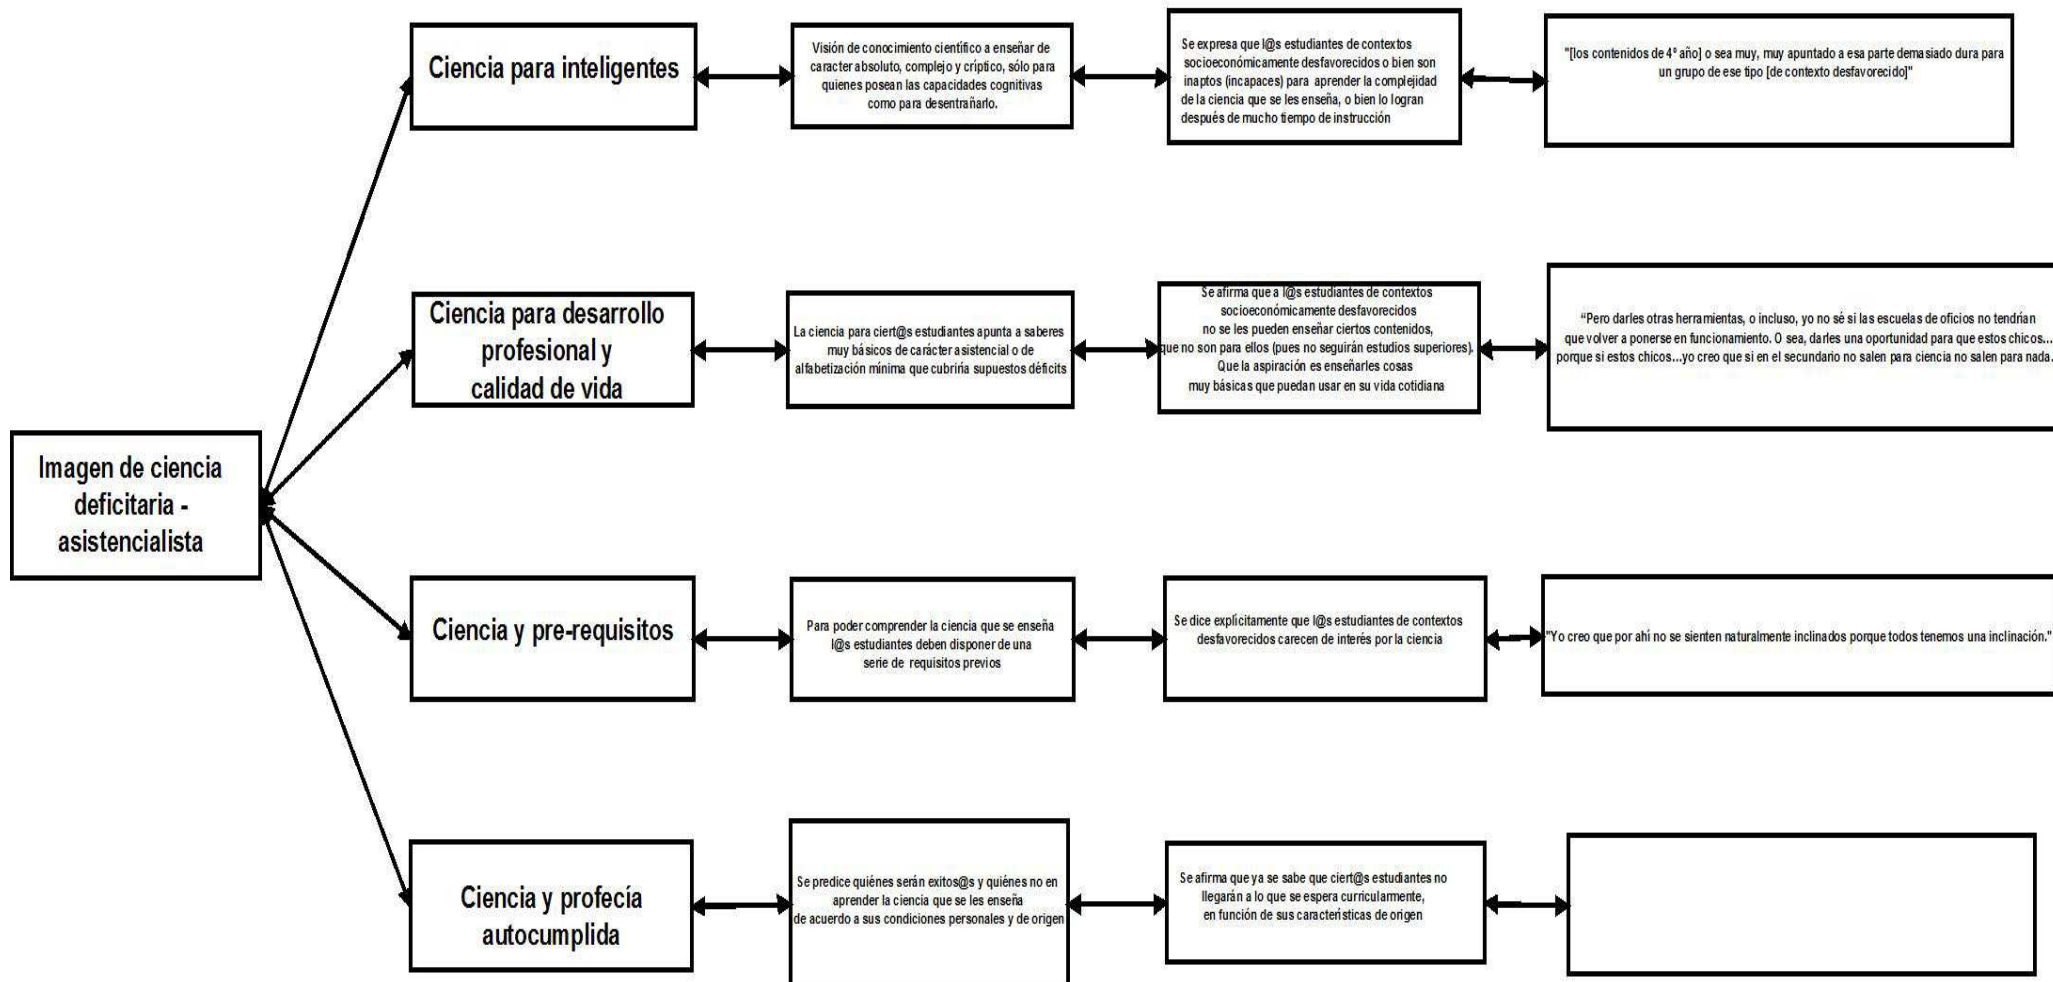 Ciencia para inteligentes
Visión de conocimiento científico a enseñar de
caracter absoluto, complejo y críptico, sólo para
quienes posean las capacidades cognitivas
como para desentrañarlo.
Se expresa que l@s estudiantes de contextos
socioeconómicamente desfavorecidos o bien son
inaptos (incapaces) para aprender la complejidad
de la ciencia que se les enseña, o bien lo logran
después de mucho tiempo de instrucción
"[los contenidos de 4º año] o sea muy, muy apuntado a esa parte demasiado dura para
un grupo de ese tipo [de contexto desfavorecido]"
Ciencia para desarrollo
profesional y
calidad de vida
La ciencia para ciert@s estudiantes apunta a saberes
muy básicos de carácter asistencial o de
alfabetización mínima que cubriría supuestos déficits
Se afirma que a l@s estudiantes de contextos
socioeconómicamente desfavorecidos
no se les pueden enseñar ciertos contenidos,
que no son para ellos (pues no seguirán estudios superiores).
Que la aspiración es enseñarles cosas
muy básicas que puedan usar en su vida cotidiana
“Pero darles otras herramientas, o incluso, yo no sé si las escuelas de oficios no tendrían
que volver a ponerse en funcionamiento. O sea, darles una oportunidad para que estos chicos...
porque si estos chicos...yo creo que si en el secundario no salen para ciencia no salen para nada.
Imagen de ciencia
deficitaria -
asistencialista
Ciencia y pre-requisitos
Para poder comprender la ciencia que se enseña
l@s estudiantes deben disponer de una
serie de requisitos previos
Se dice explícitamente que l@s estudiantes de contextos
desfavorecidos carecen de interés por la ciencia
"Yo creo que por ahí no se sienten naturalmente inclinados porque todos tenemos una inclinación."
Ciencia y profecía
autocumplida
Se predice quiénes serán exitos@s y quiénes no en
aprender la ciencia que se les enseña
de acuerdo a sus condiciones personales y de origen
Se afirma que ya se sabe que ciert@s estudiantes no
llegarán a lo que se espera curricularmente,
en función de sus características de origen